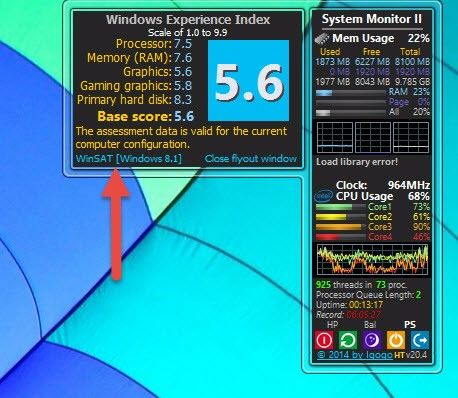 Windows Experience Index
Scale of 1.0 to 9.9
Processor: 7.5
Memory (RAM): 7.6
Graphics: 5.6
Gaming graphics: 5.8
Primary hard disk: 8.3
Base score: 5.6
5.6
The assessment data is valid for the current
computer configuration.
WinSAT [Windows 8.1] Close flyout window
System Monitor II
Mem Usage 22%
Used Free Total
1873 MB 6227 MB 8100 MB
0 MB 1920 MB 1920 MB
1977 MB 8043 MB 9.785 GB
RAM 23%
Page 0%
All 20%
Load library error!
Clock: 964MHz
intel CPU Usage 68%
Core1 73%
Core2 61%
Core3 90%
Core4 46%
925 threads in 73 proc.
Processor Queue Length: 2
Uptime: 00:13:17
Record: 06:05:27
HP Bal PS
© 2014 by Igogo HT v20.4